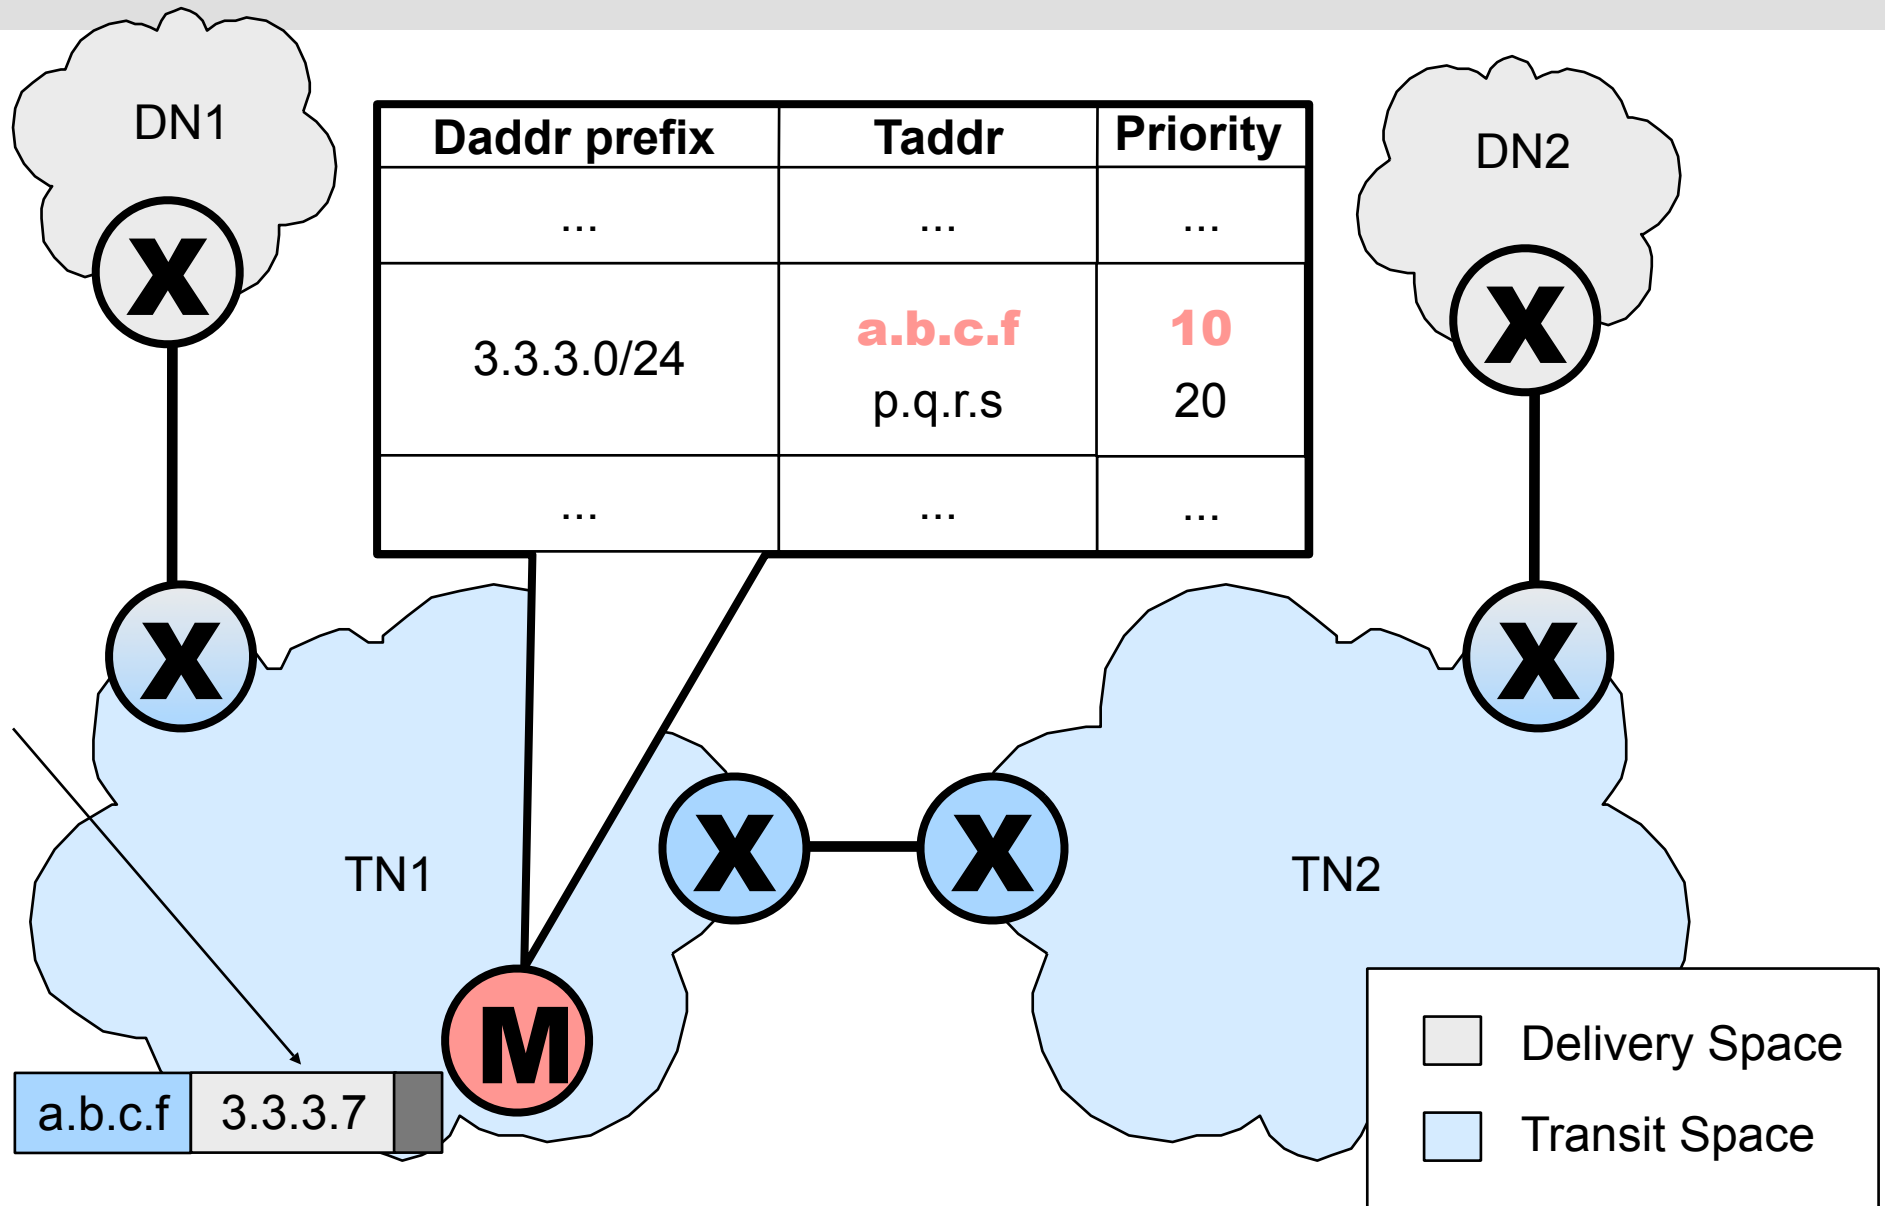 DN1
DN2
Daddr prefix Taddr Priority
... ... ...
3.3.3.0/24
a.b.c.f 10
p.q.r.s 20
... ... ...
X
X
X
X
X
X
TN1
TN2
M
a.b.c.f 3.3.3.7
Delivery Space
Transit Space